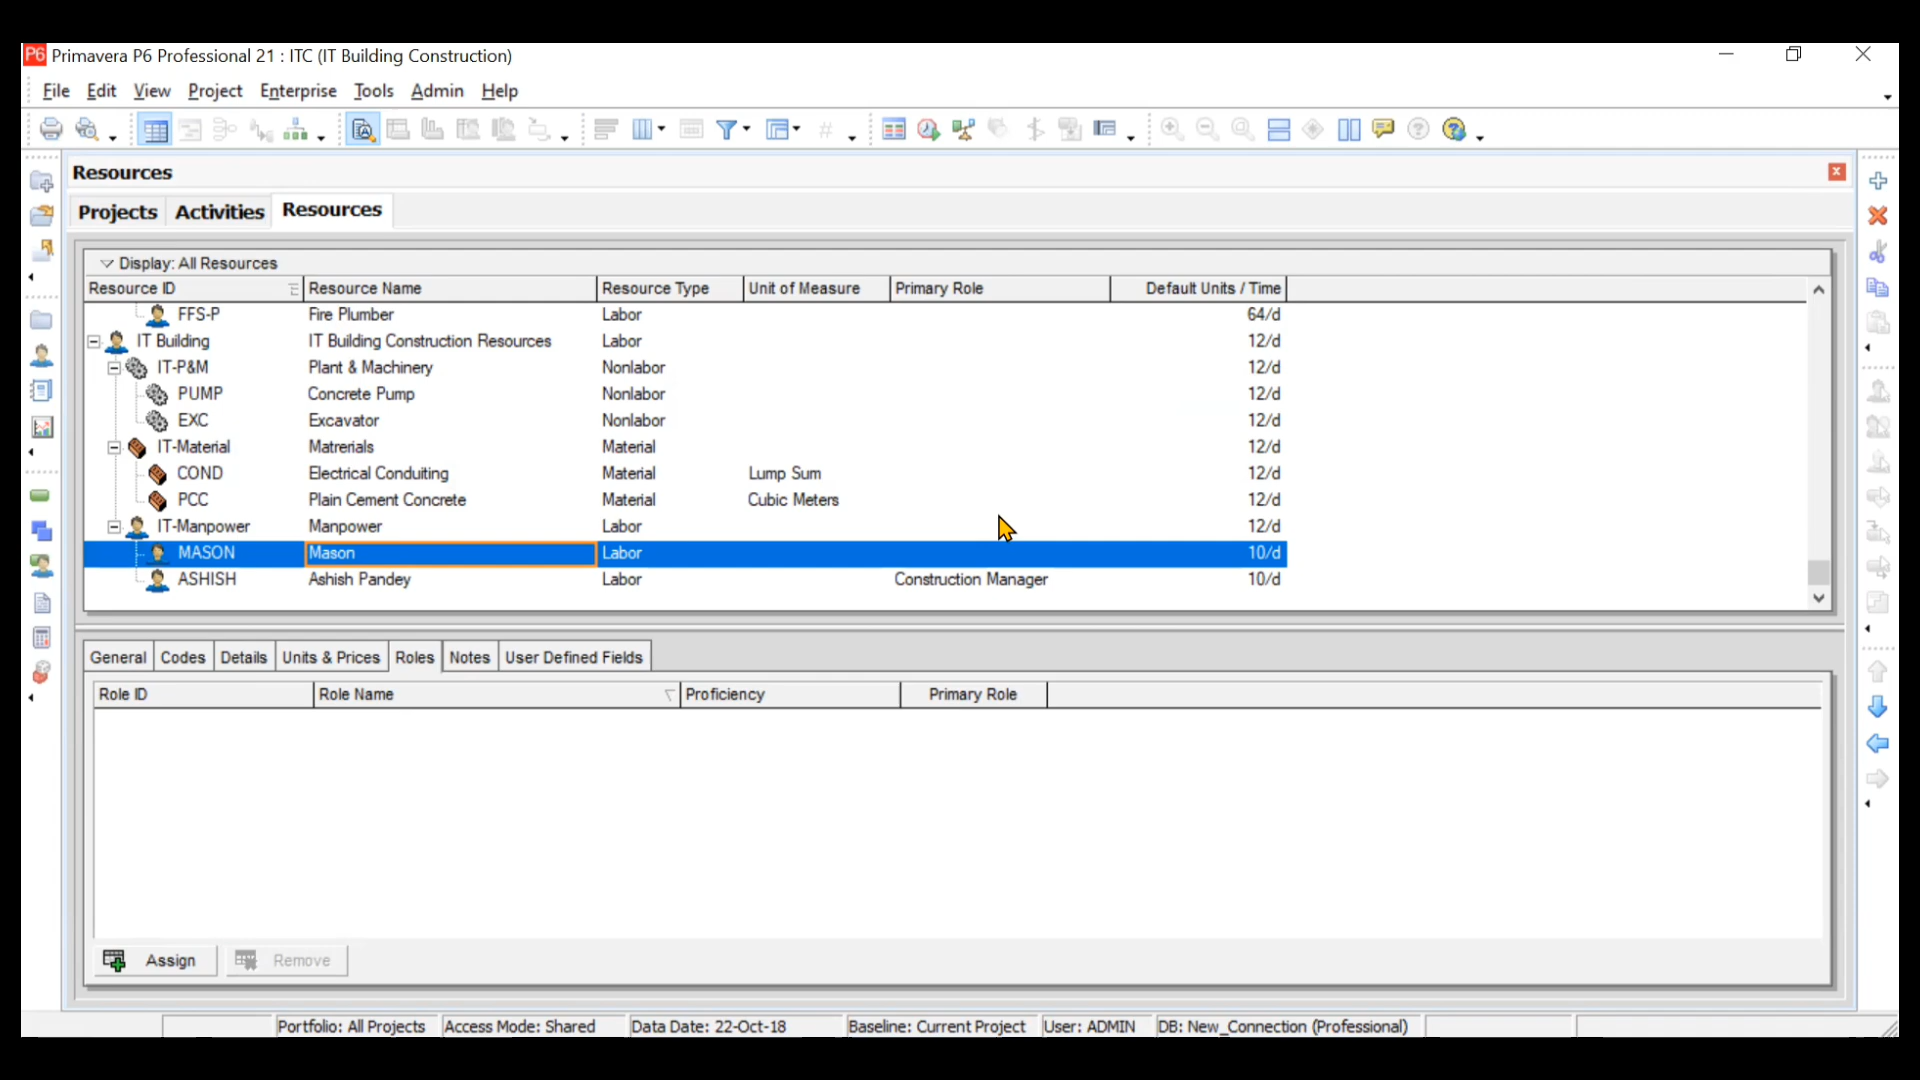 P6 Primavera P6 Professional 21 : ITC (IT Building Construction)
File Edit View Project Enterprise Tools Admin Help
Resources
Projects Activities Resources
Display: All Resources
Resource ID Resource Name Resource Type Unit of Measure Primary Role Default Units / Time
FFS-P Fire Plumber Labor 64/d
IT Building IT Building Construction Resources Labor 12/d
IT-P&M Plant & Machinery Nonlabor 12/d
PUMP Concrete Pump Nonlabor 12/d
EXC Excavator Nonlabor 12/d
IT-Material Matrerials Material 12/d
COND Electrical Conduiting Material Lump Sum 12/d
PCC Plain Cement Concrete Material Cubic Meters 12/d
IT-Manpower Manpower Labor 12/d
MASON Mason Labor 10/d
ASHISH Ashish Pandey Labor Construction Manager 10/d
General Codes Details Units & Prices Roles Notes User Defined Fields
Role ID Role Name Proficiency Primary Role
Assign Remove
Portfolio: All Projects Access Mode: Shared Data Date: 22-Oct-18 Baseline: Current Project User: ADMIN DB: New_Connection (Professional)